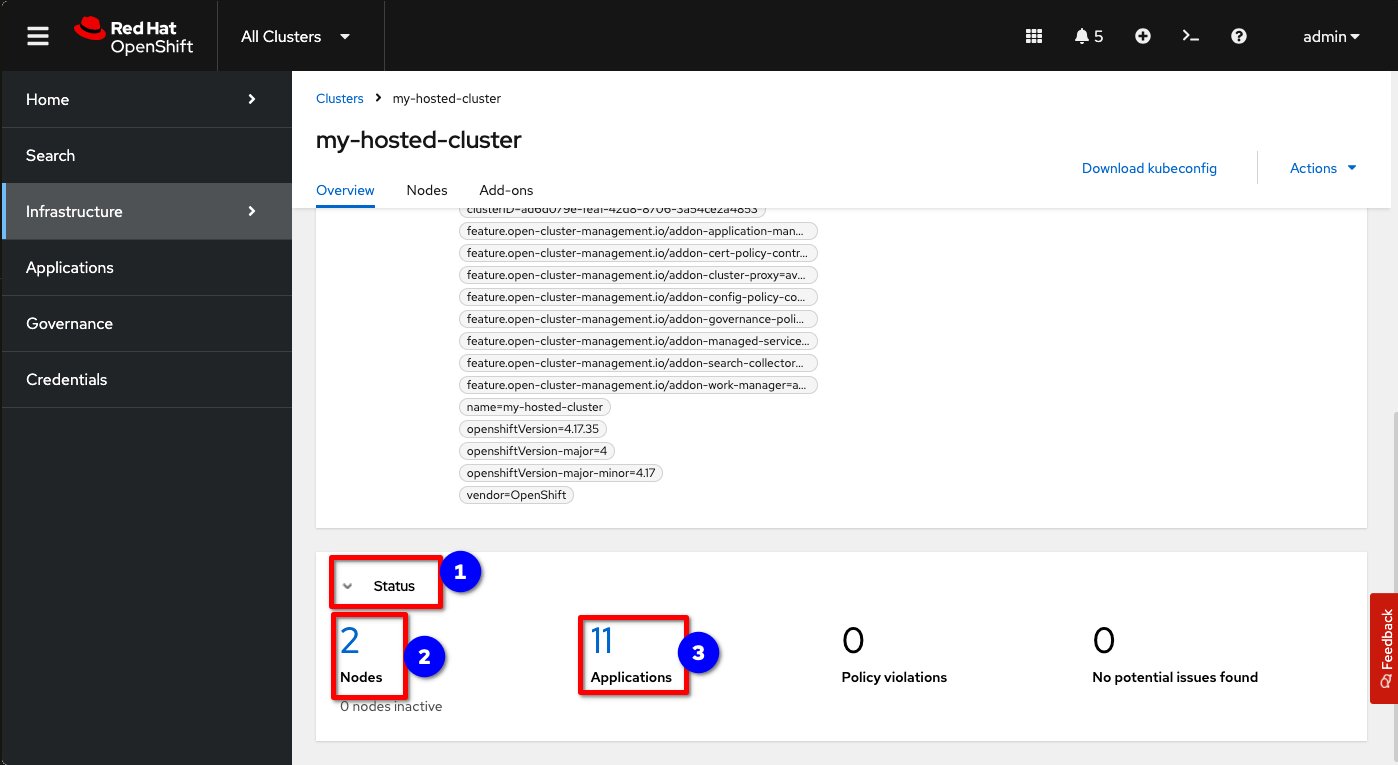 Red Hat
OpenShift
All Clusters
5
admin
Home
Search
Infrastructure
Applications
Governance
Credentials
Clusters > my-hosted-cluster
my-hosted-cluster
Download kubeconfig
Actions
Overview
Nodes
Add-ons
clusterID=ad6d079e-fea1-42d8-8706-3a54ce2a4853
feature.open-cluster-management.io/addon-application-man...
feature.open-cluster-management.io/addon-cert-policy-contr...
feature.open-cluster-management.io/addon-cluster-proxy=av...
feature.open-cluster-management.io/addon-config-policy-co...
feature.open-cluster-management.io/addon-governance-poli...
feature.open-cluster-management.io/addon-managed-service...
feature.open-cluster-management.io/addon-search-collector...
feature.open-cluster-management.io/addon-work-manager=a...
name=my-hosted-cluster
openshiftVersion=4.17.35
openshiftVersion-major=4
openshiftVersion-major-minor=4.17
vendor=OpenShift
Status
1
2
Nodes
0 nodes inactive
2
11
Applications
3
0
Policy violations
0
No potential issues found
Feedback